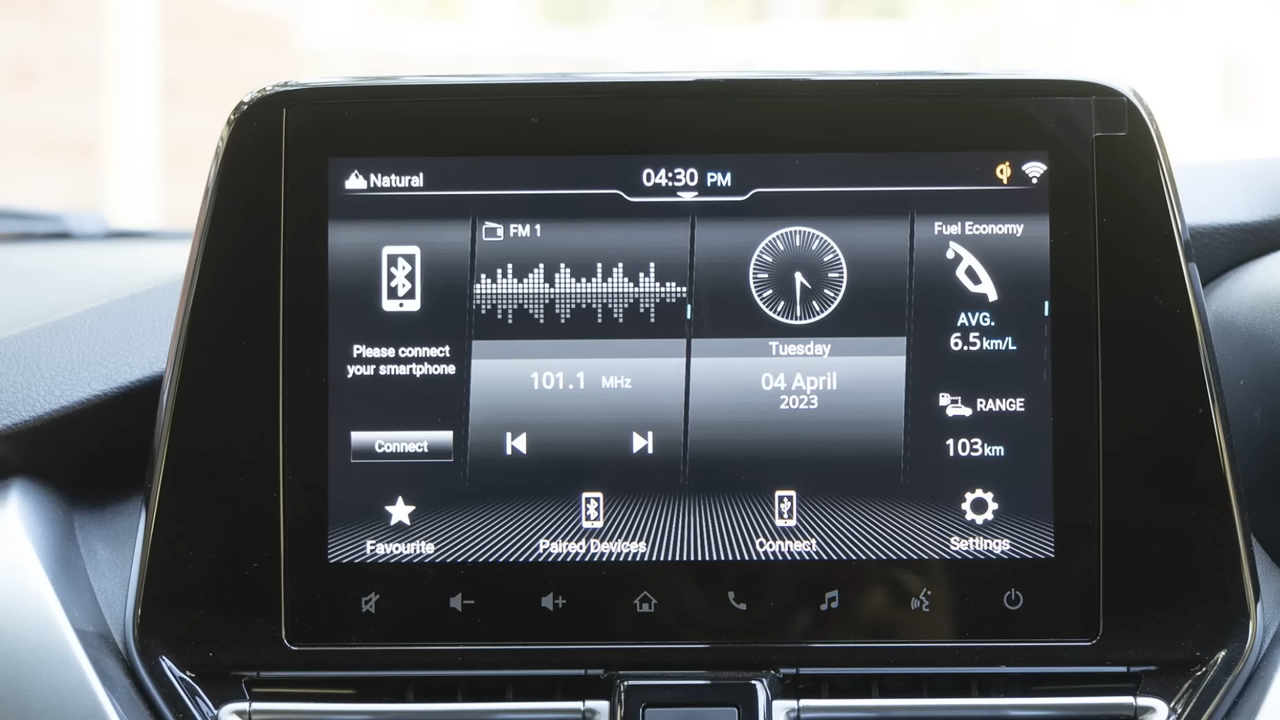 Natural
04:30 PM
Please connect
your smartphone
Connect
FM 1
101.1 MHz
Tuesday
04 April
2023
Fuel Economy
AVG.
6.5km/L
RANGE
103km
Favourite
Paired Devices
Connect
Settings